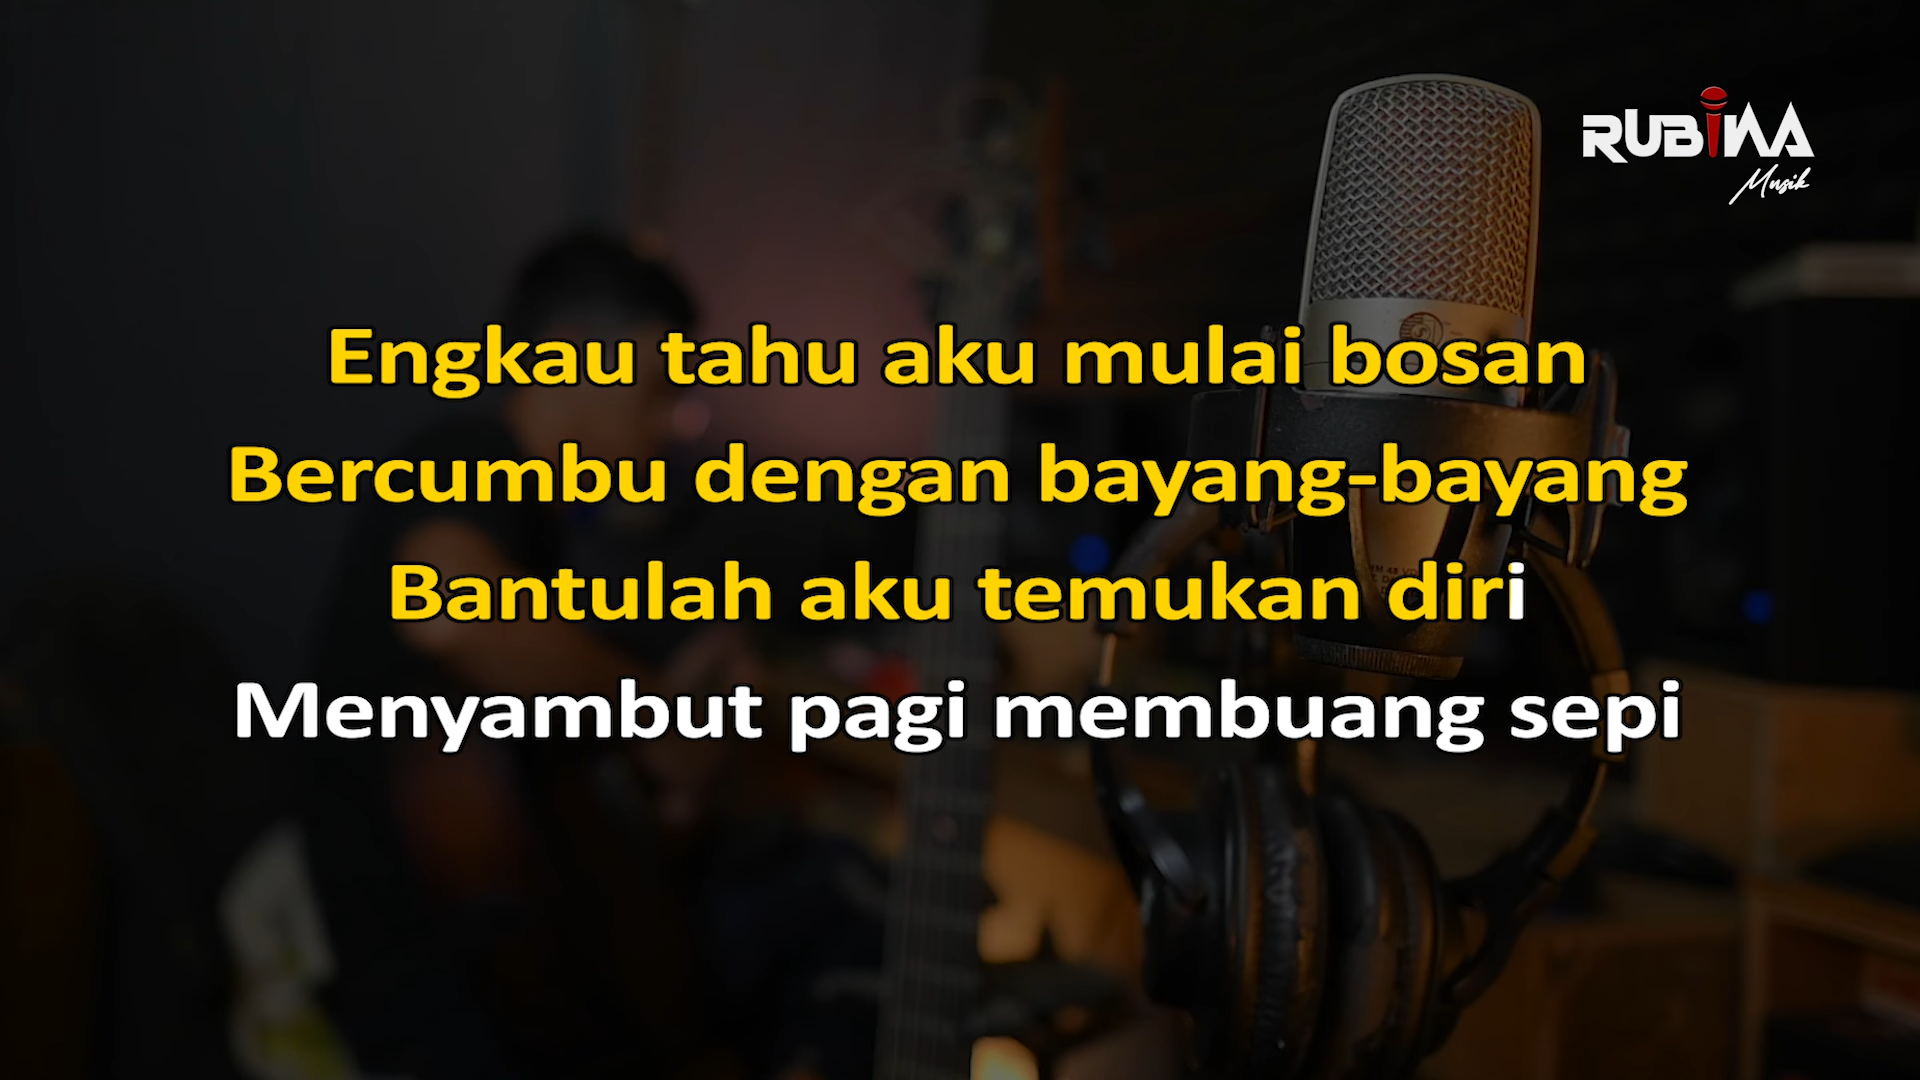 RUBINA
Musik
Engkau tahu aku mulai bosan
Bercumbu dengan bayang-bayang
Bantulah aku temukan diri
Menyambut pagi membuang sepi